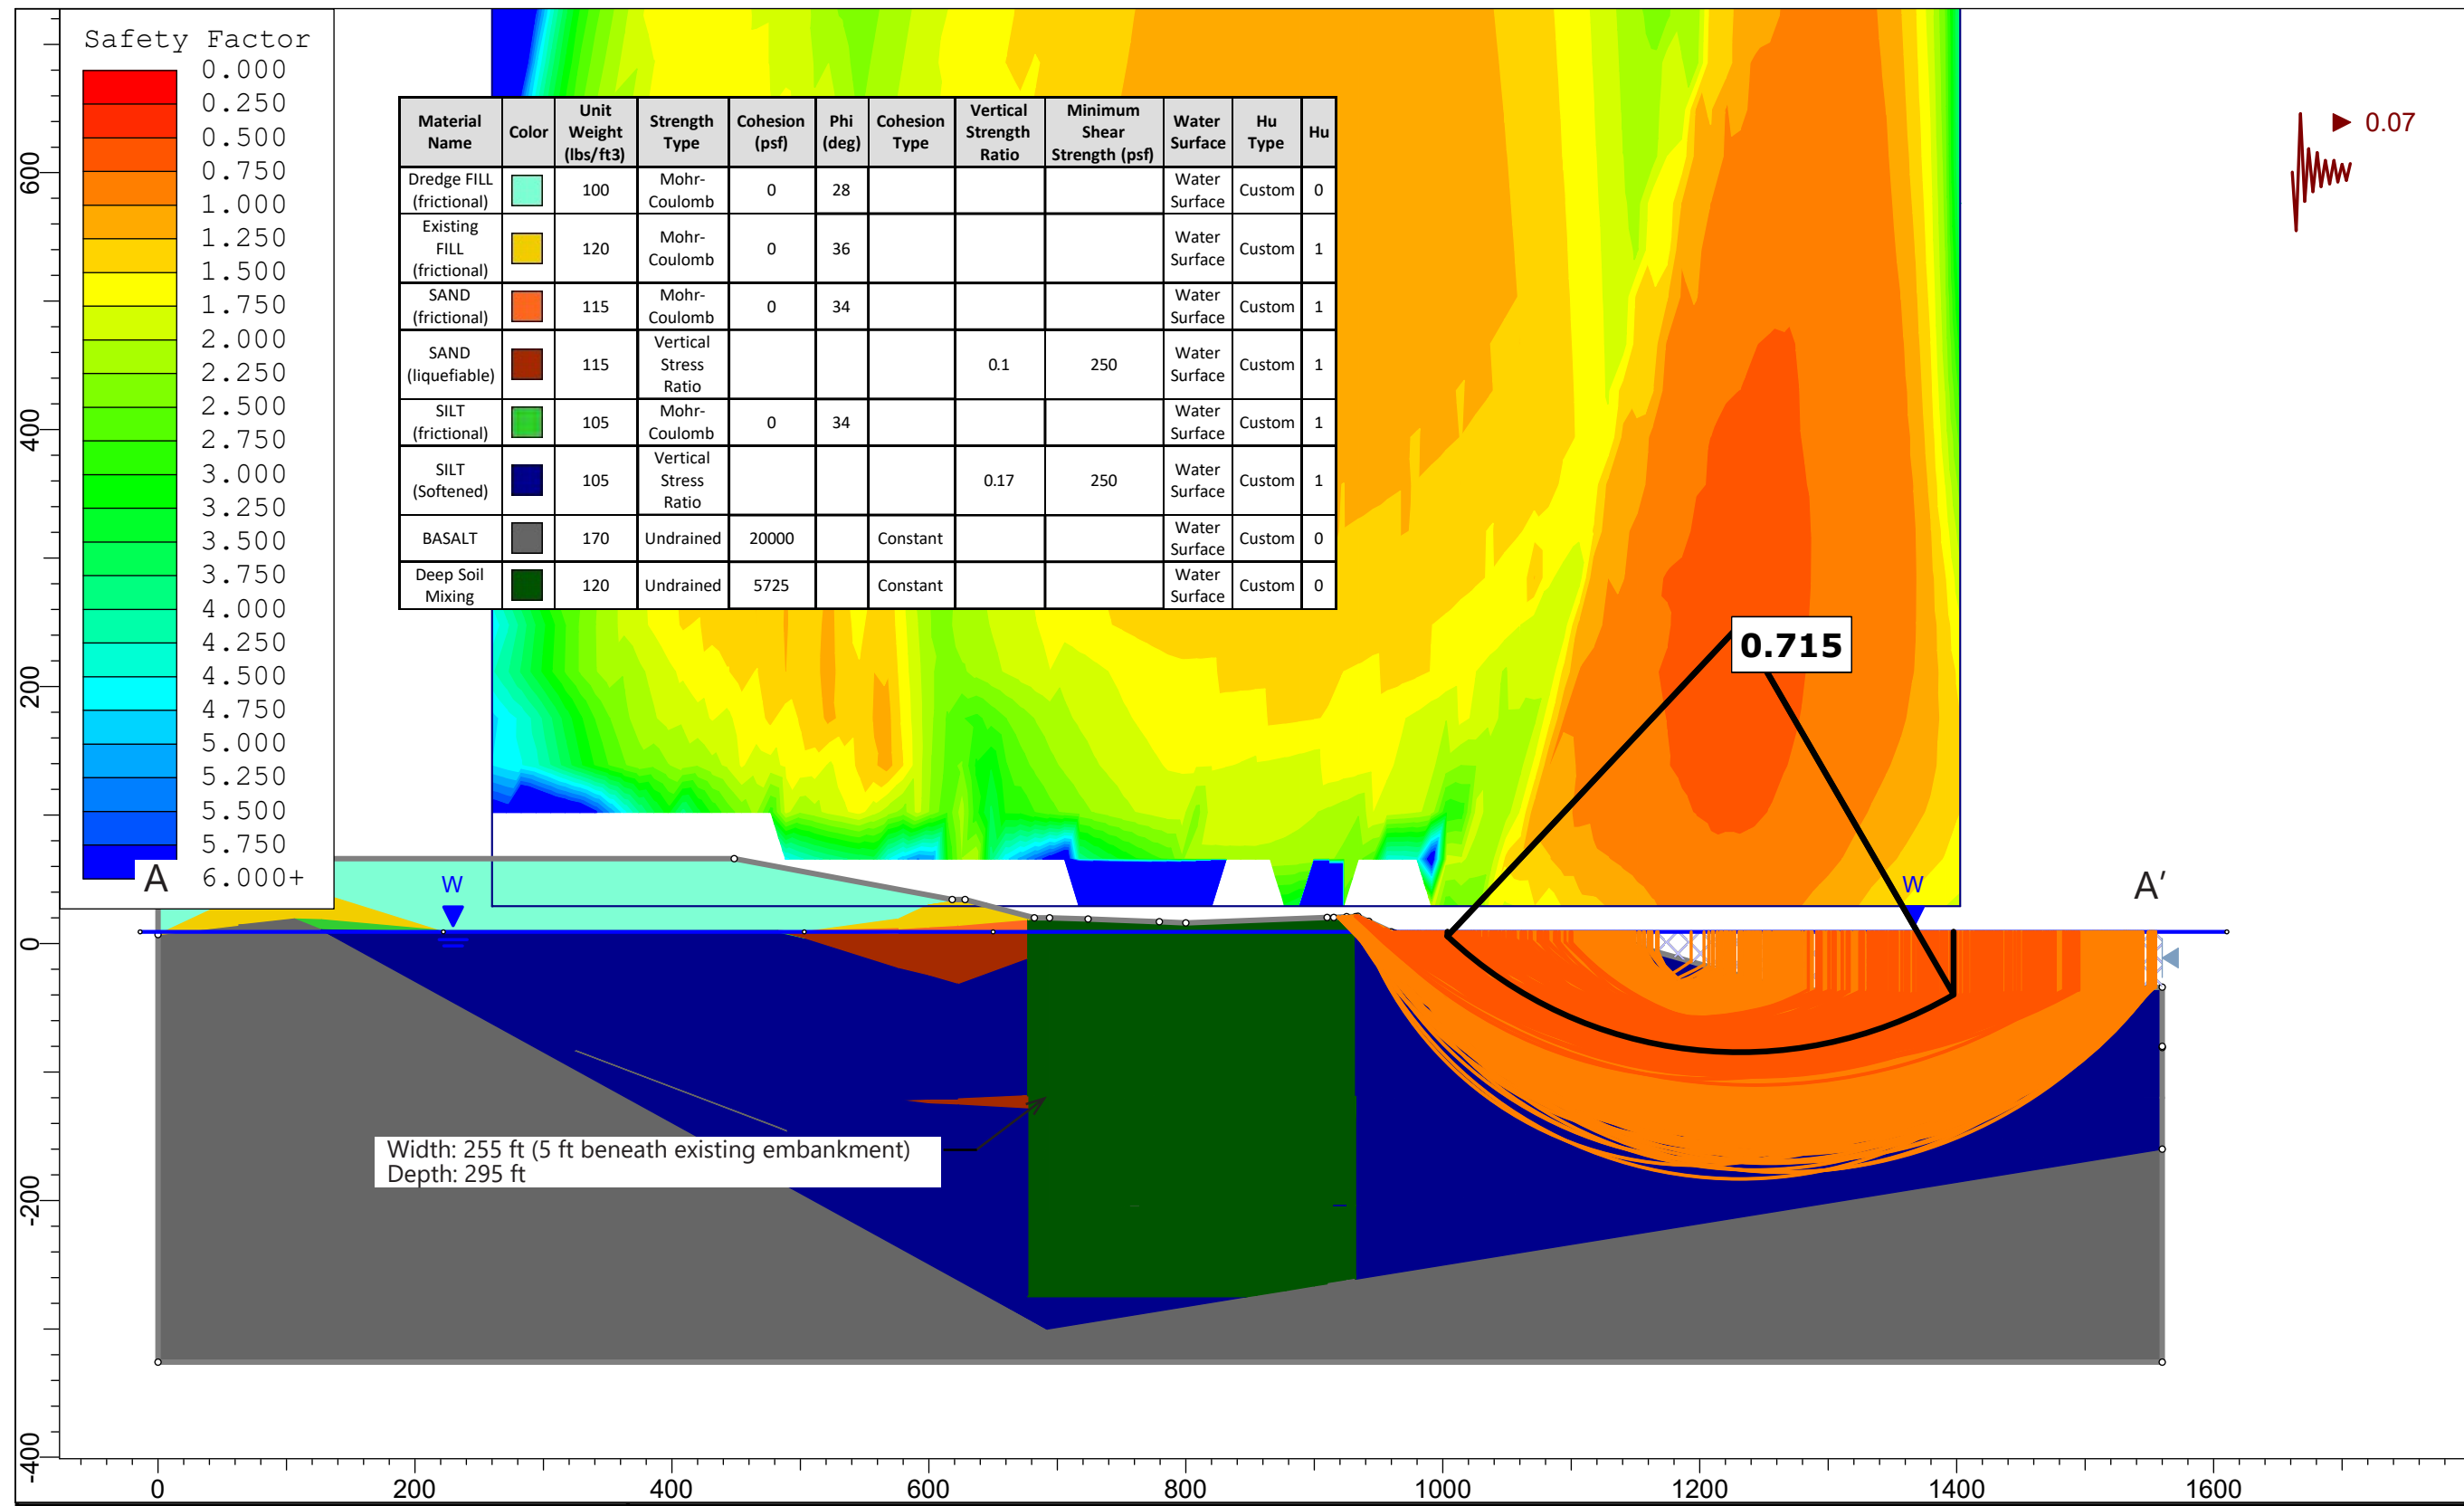 Safety Factor
0.000
0.250
0.500
0.750
1.000
1.250
1.500
1.750
2.000
2.250
2.500
2.750
3.000
3.250
3.500
3.750
4.000
4.250
4.500
4.750
5.000
5.250
5.500
5.750
6.000+
Material Name Color Unit Weight (lbs/ft3) Strength Type Cohesion (psf) Phi (deg) Cohesion Type Vertical Strength Ratio Minimum Shear Strength (psf) Water Surface Hu Type Hu
Dredge FILL (frictional) 100 Mohr-Coulomb 0 28 Water Surface Custom 0
Existing FILL (frictional) 120 Mohr-Coulomb 0 36 Water Surface Custom 1
SAND (frictional) 115 Mohr-Coulomb 0 34 Water Surface Custom 1
SAND (liquefiable) 115 Vertical Stress Ratio 0.1 250 Water Surface Custom 1
SILT (frictional) 105 Mohr-Coulomb 0 34 Water Surface Custom 1
SILT (Softened) 105 Vertical Stress Ratio 0.17 250 Water Surface Custom 1
BASALT 170 Undrained 20000 Constant Water Surface Custom 0
Deep Soil Mixing 120 Undrained 5725 Constant Water Surface Custom 0
0.07
0.715
A
W
W
A’
Width: 255 ft (5 ft beneath existing embankment)
Depth: 295 ft
600
400
200
0
-200
-400
0 200 400 600 800 1000 1200 1400 1600